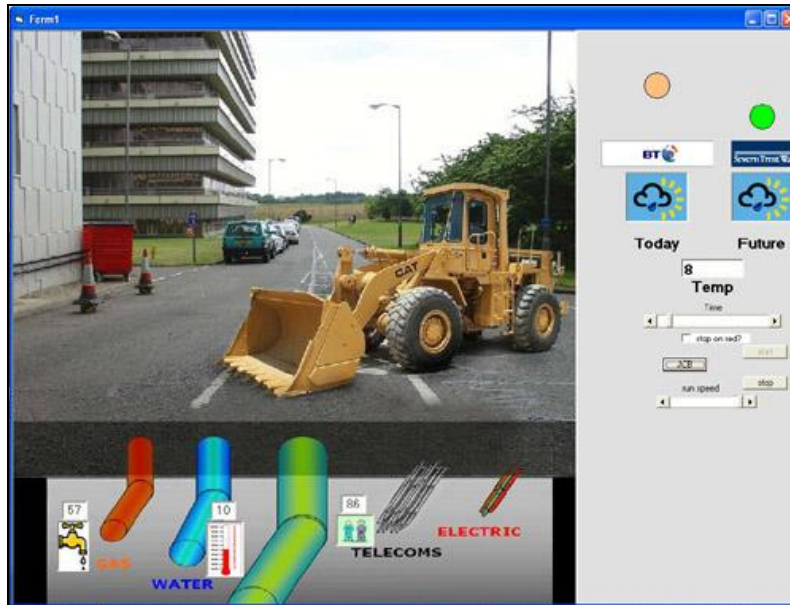 Form1
BT
Severn Trent Wa
Today Future
8
Temp
Time
stop on red?
start
JCB
stop
run speed
CAT
57
10
86
GAS
WATER
TELECOMS
ELECTRIC